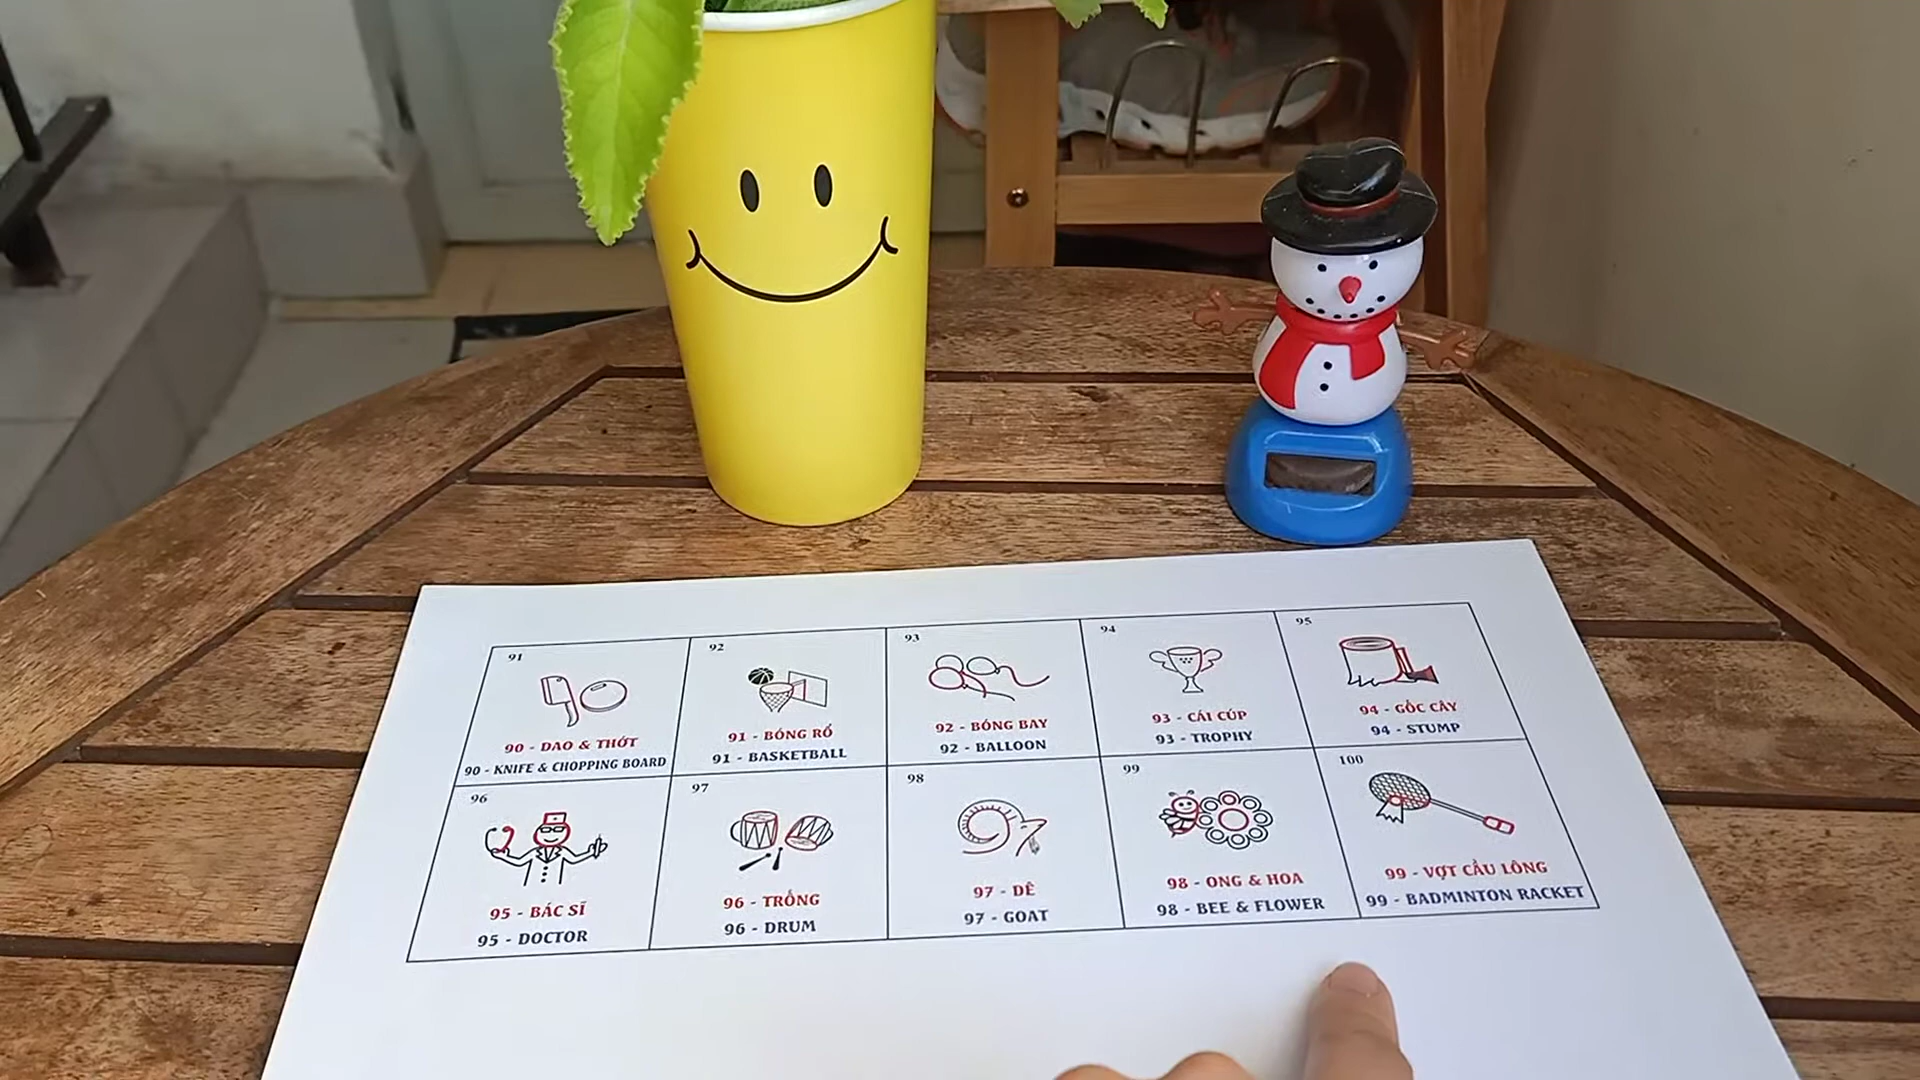 91
90 - DAO & THỚT
90 - KNIFE & CHOPPING BOARD
92
91 - BÓNG RỔ
91 - BASKETBALL
93
92 - BÓNG BAY
92 - BALLOON
94
93 - CÁI CÚP
93 - TROPHY
95
94 - GỐC CÂY
94 - STUMP
96
95 - BÁC SĨ
95 - DOCTOR
97
96 - TRỐNG
96 - DRUM
98
97 - DÊ
97 - GOAT
99
98 - ONG & HOA
98 - BEE & FLOWER
100
99 - VỢT CẦU LÔNG
99 - BADMINTON RACKET